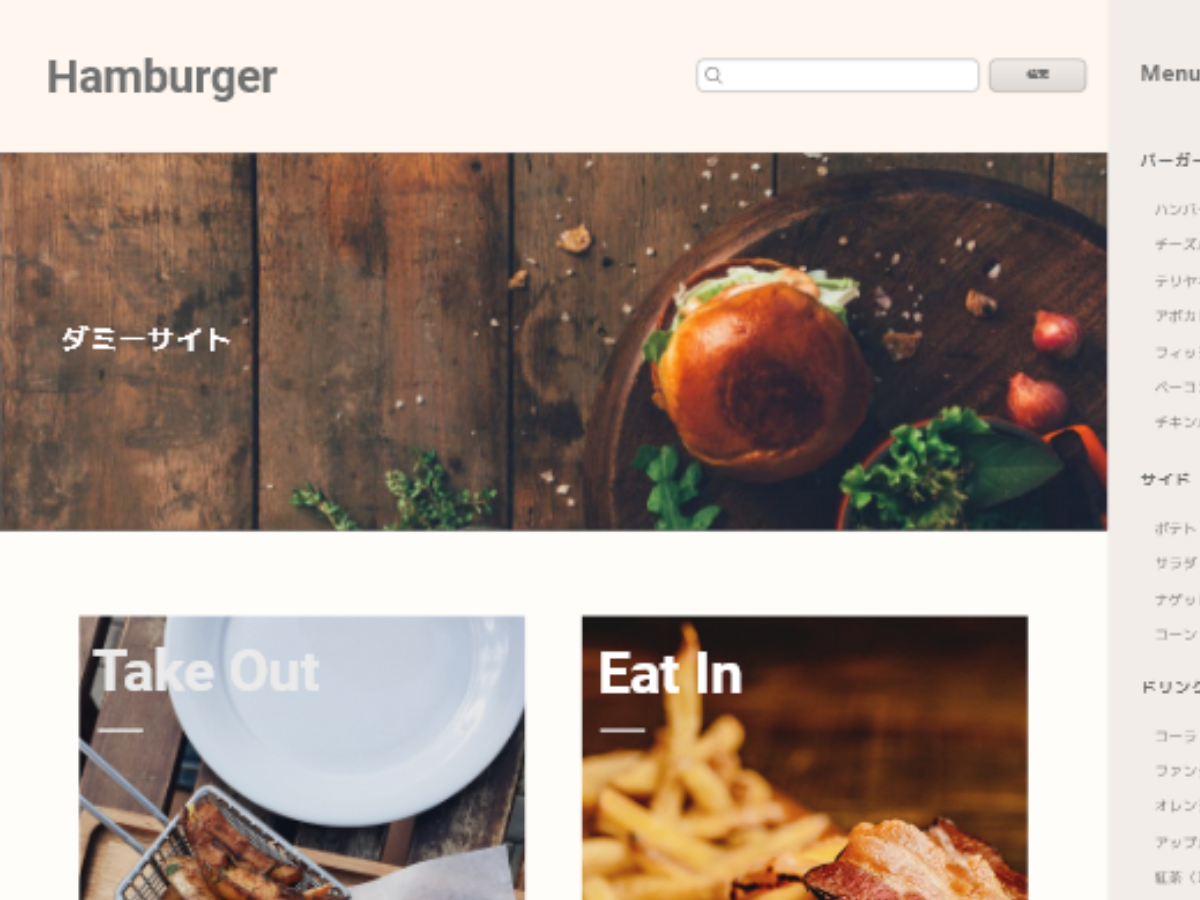 Hamburger
検索
ダミーサイト
Take Out
Eat In
Menu
バーガー
ハンバー
チーズ
テリヤ
アボカ
フィッ
ベーコ
チキン
サイド
ポテト
サラダ
ナゲッ
コーン
ドリンク
コーラ
ファン
オレン
アップ
紅茶（